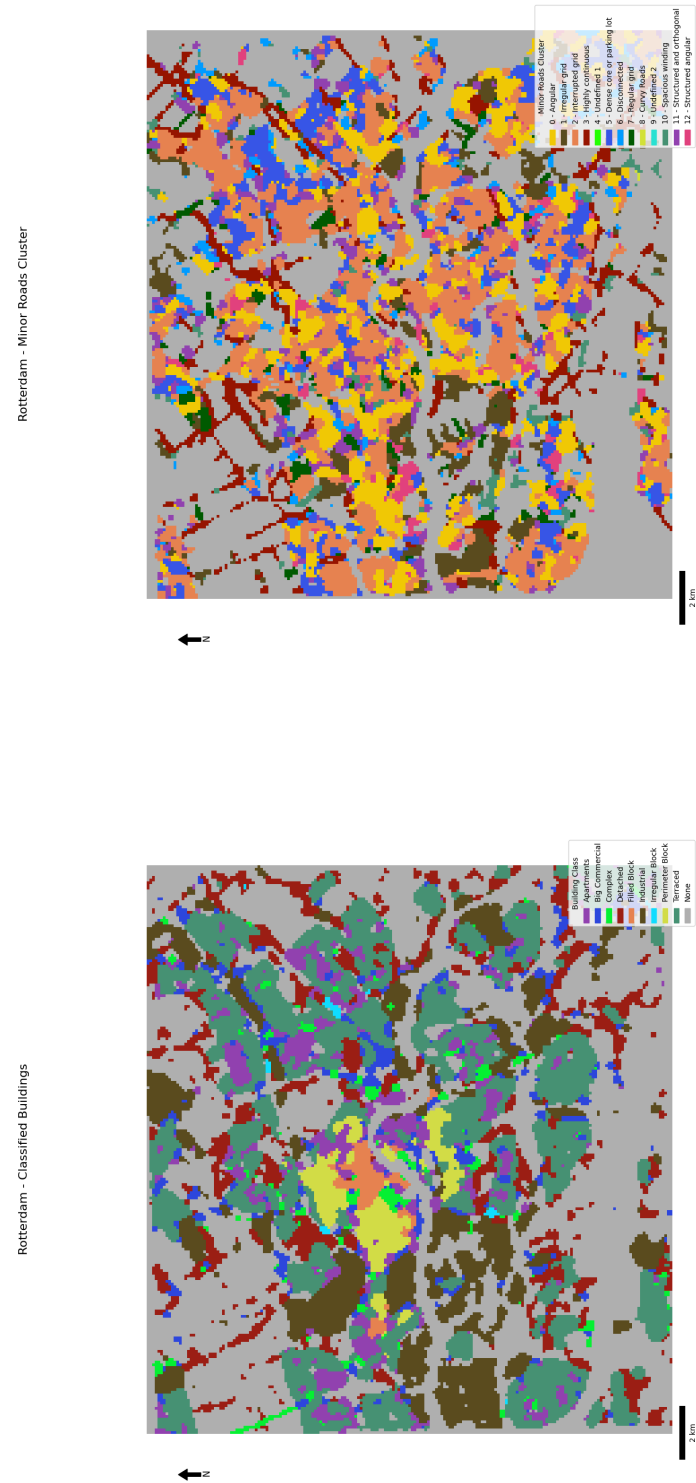 Rotterdam - Classified Buildings
Building Class
Apartments
Big Commercial
Complex
Detached
Filled Block
Industrial
Irregular Block
Perimeter Block
Terraced
None
2 km
N
Rotterdam - Minor Roads Cluster
Minor Roads Cluster
0 - Angular
1 - Irregular grid
2 - Interrupted grid
3 - Highly continuous
4 - Undefined 1
5 - Dense core or parking lot
6 - Disconnected
7 - Regular grid
8 - Curvy Roads
9 - Undefined 2
10 - Spacious winding
11 - Structured and orthogonal
12 - Structured angular
2 km
N